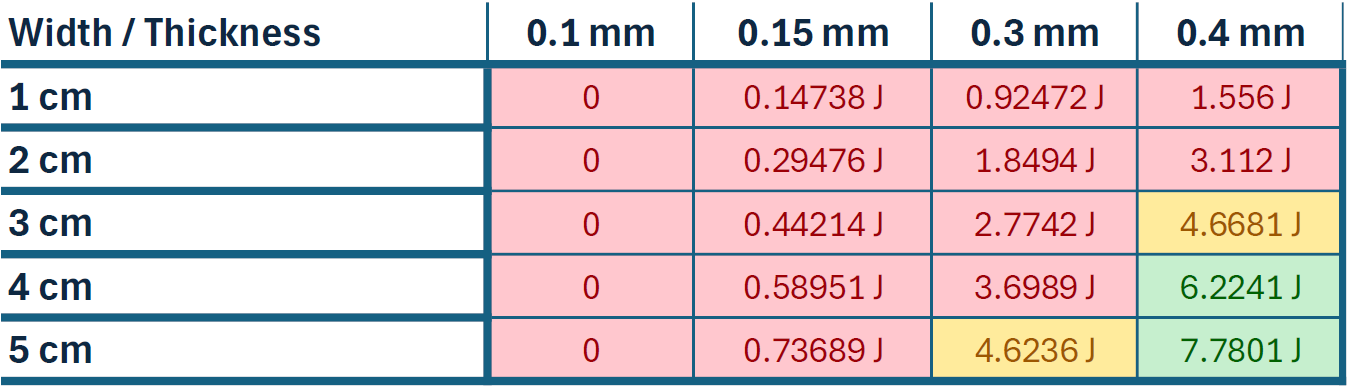 Width / Thickness 0.1 mm 0.15 mm 0.3 mm 0.4 mm
1 cm 0 0.14738 J 0.92472 J 1.556 J
2 cm 0 0.29476 J 1.8494 J 3.112 J
3 cm 0 0.44214 J 2.7742 J 4.6681 J
4 cm 0 0.58951 J 3.6989 J 6.2241 J
5 cm 0 0.73689 J 4.6236 J 7.7801 J